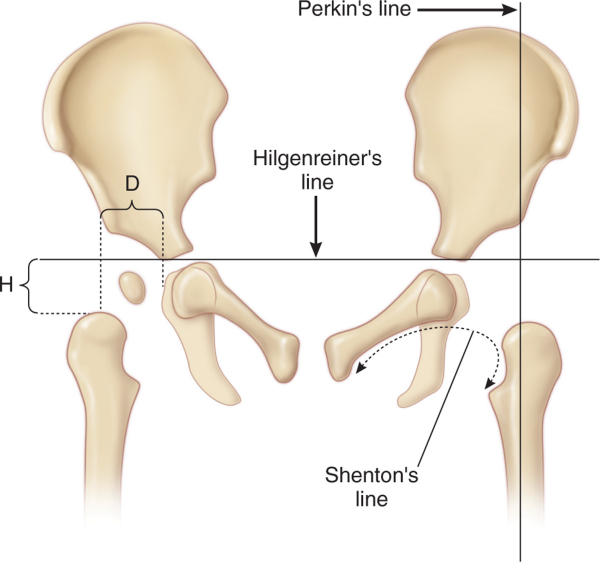 Perkin's line
Hilgenreiner's
line
D
H
Shenton's
line